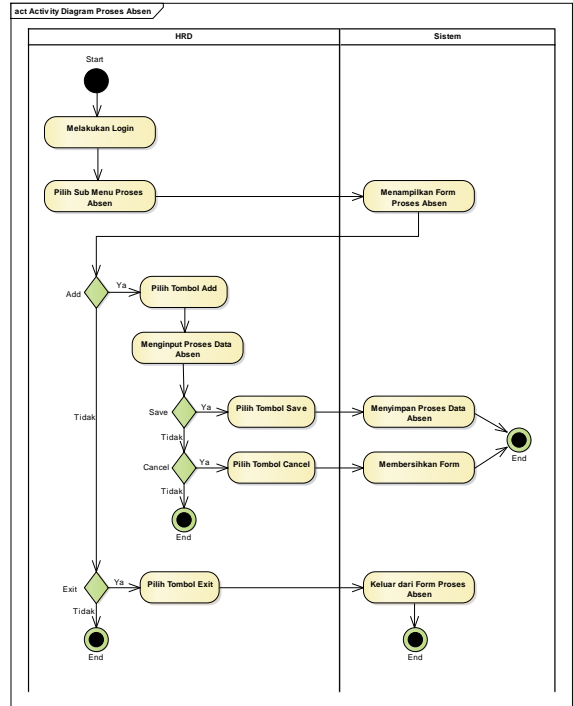 act Activity Diagram Proses Absen
HRD
Sistem
Start
Melakukan Login
Pilih Sub Menu Proses
Absen
Menampilkan Form
Proses Absen
Add
Ya
Pilih Tombol Add
Menginput Proses Data
Absen
Tidak
Save
Ya
Pilih Tombol Save
Menyimpan Proses Data
Absen
Tidak
Cancel
Ya
Pilih Tombol Cancel
Membersihkan Form
End
Tidak
End
Exit
Ya
Pilih Tombol Exit
Keluar dari Form Proses
Absen
Tidak
End
End